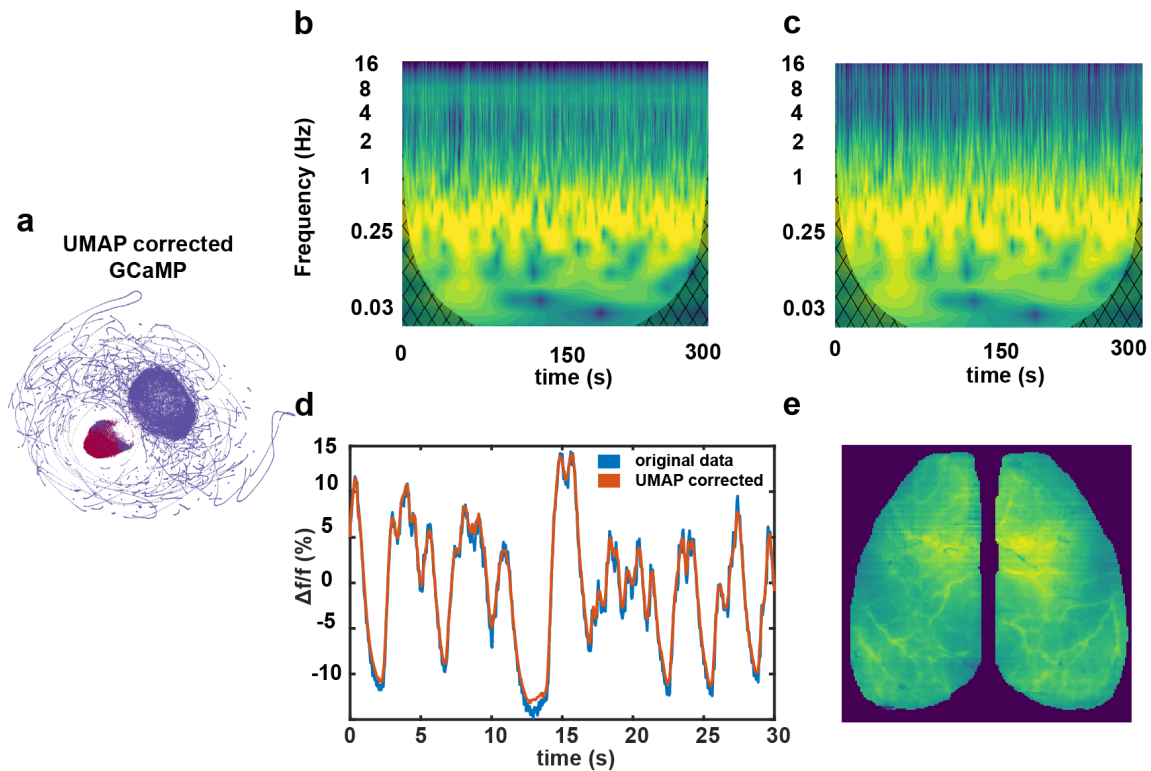 a
UMAP corrected
GCaMP
b
Frequency (Hz)
16
8
4
2
1
0.25
0.03
0
150
300
time (s)
c
16
8
4
2
1
0.25
0.03
0
150
300
time (s)
d
Δf/f (%)
15
10
5
0
-5
-10
original data
UMAP corrected
0
5
10
15
20
25
30
time (s)
e